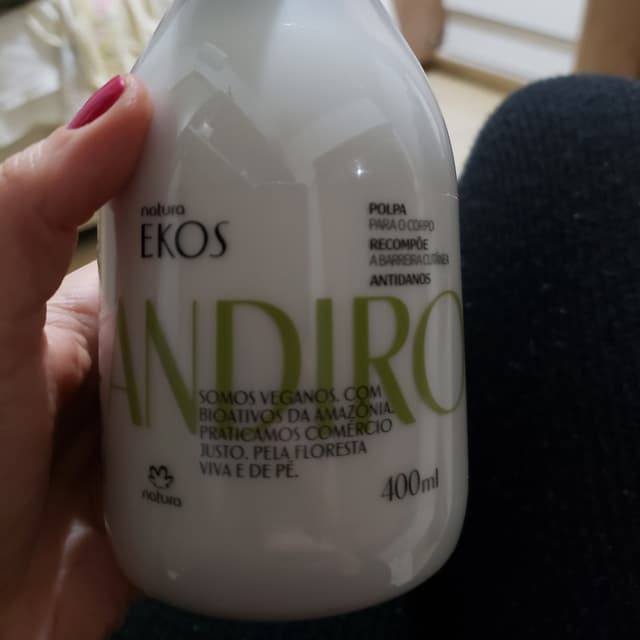 natura
EKOS
POLPA
PARA O CORPO
RECOMPÕE
A BARREIRA CUTÂNEA
ANTIDANOS
ANDIRO
SOMOS VEGANOS. COM
BIOATIVOS DA AMAZÔNIA.
PRATICAMOS COMÉRCIO
JUSTO. PELA FLORESTA
VIVA E DE PÉ.
natura
400ml